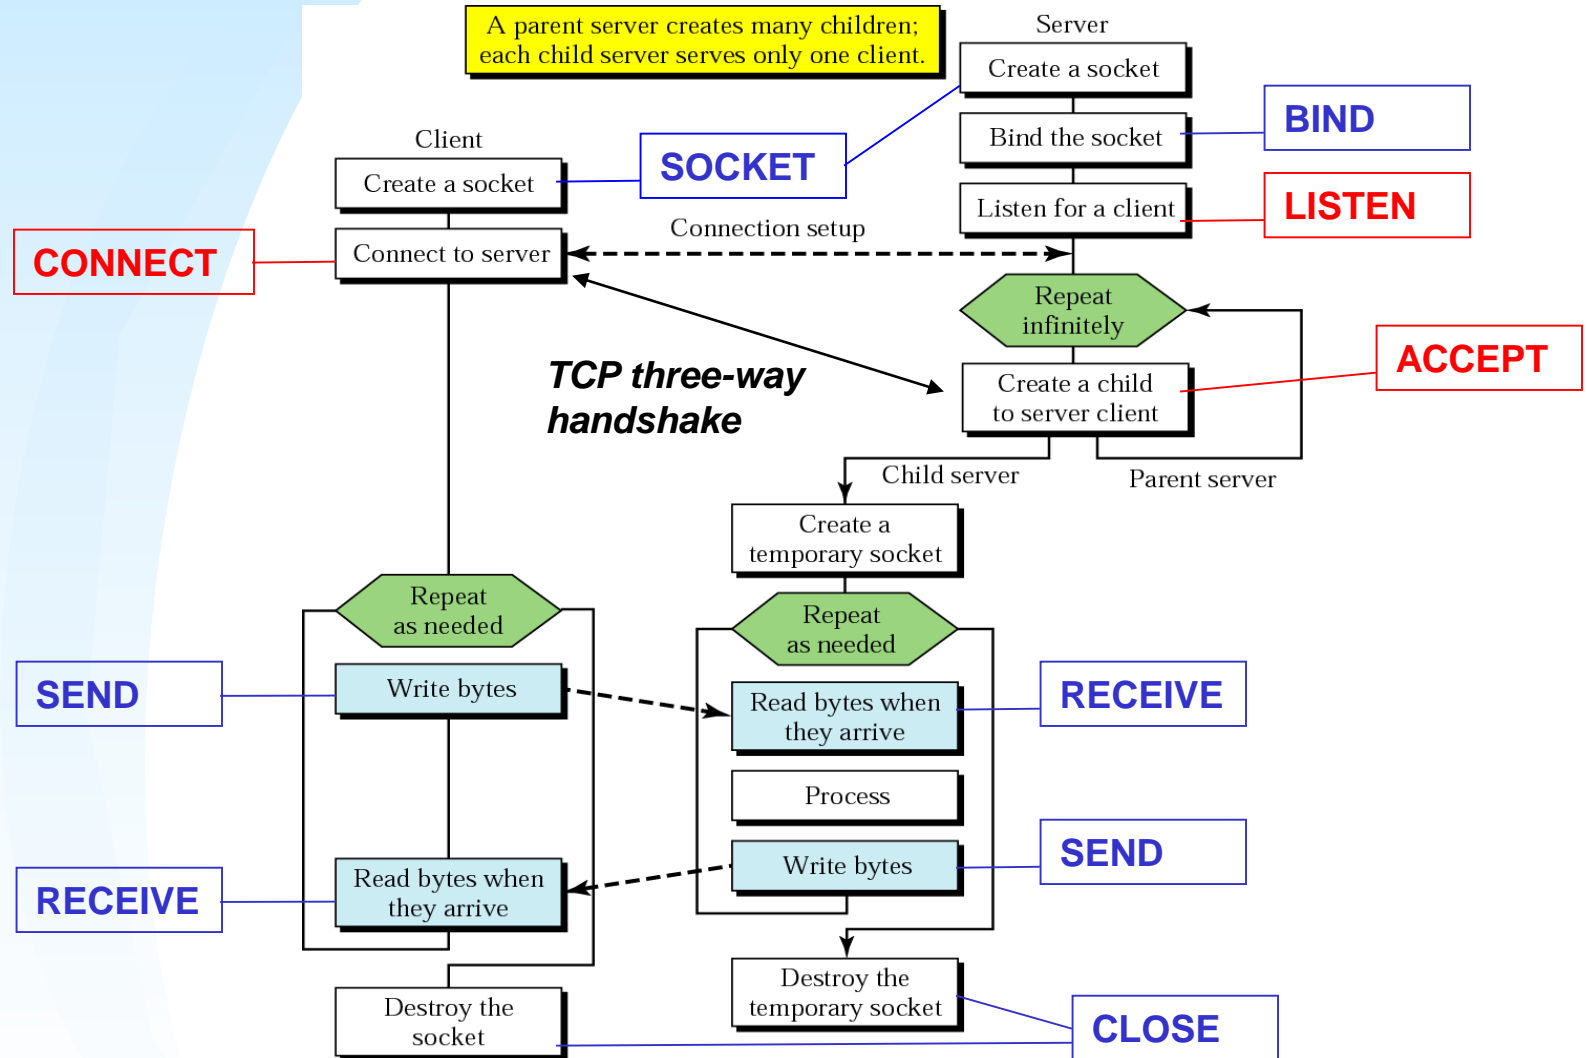 A parent server creates many children;
each child server serves only one client.
Server
Create a socket
BIND
Bind the socket
Client
SOCKET
Create a socket
LISTEN
Listen for a client
Connection setup
CONNECT
Connect to server
Repeat
infinitely
ACCEPT
TCP three-way
handshake
Create a child
to server client
Child server
Parent server
Create a
temporary socket
Repeat
as needed
Repeat
as needed
SEND
Write bytes
Read bytes when
they arrive
RECEIVE
Process
SEND
Write bytes
RECEIVE
Read bytes when
they arrive
Destroy the
temporary socket
Destroy the
socket
CLOSE